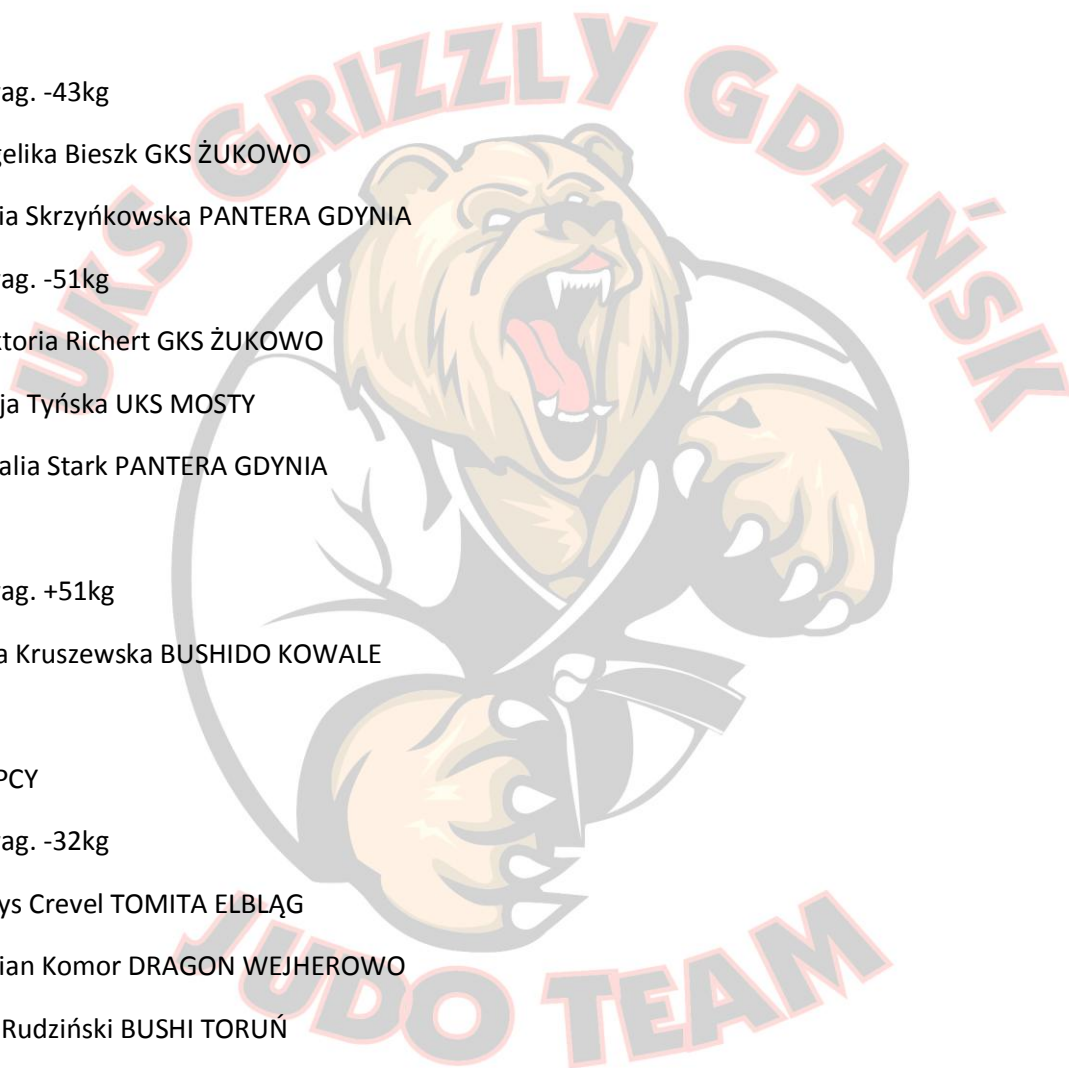 UKS GRIZZLY GDAŃSK
ag. -43kg
gelika Bieszk GKS ŻUKOWO
ia Skrzyńkowska PANTERA GDYNIA
ag. -51kg
ktoria Richert GKS ŻUKOWO
ja Tyńska UKS MOSTY
alia Stark PANTERA GDYNIA
ag. +51kg
a Kruszewska BUSHIDO KOWALE
PCY
ag. -32kg
ys Crevel TOMITA ELBLĄG
ian Komor DRAGON WEJHEROWO
Rudziński BUSHI TORUŃ
JUDO TEAM